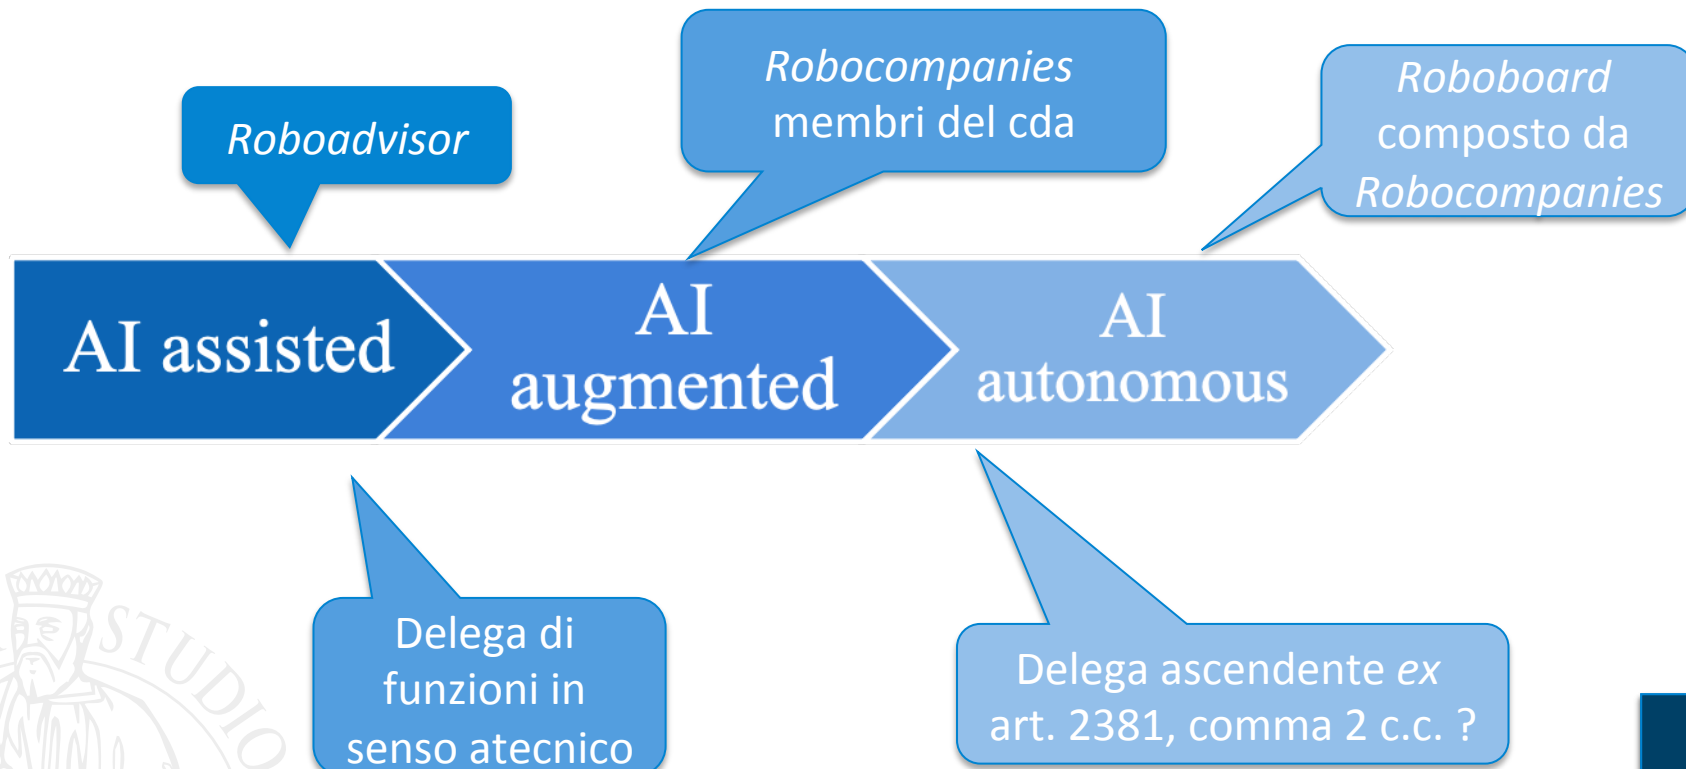 Robocompanies
membri del cda
Roboboard
composto da
Robocompanies
Roboadvisor
AI assisted
AI
augmented
AI
autonomous
Delega di
funzioni in
senso atecnico
Delega ascendente ex
art. 2381, comma 2 c.c. ?
STUDIO